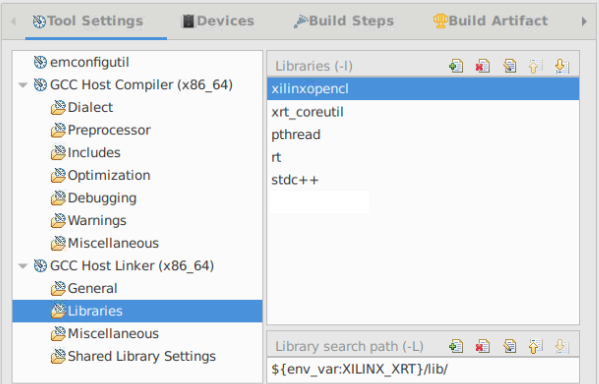 Tool Settings Devices Build Steps Build Artifact
emconfigutil
GCC Host Compiler (x86_64)
Dialect
Preprocessor
Includes
Optimization
Debugging
Warnings
Miscellaneous
GCC Host Linker (x86_64)
General
Libraries
Miscellaneous
Shared Library Settings
Libraries (-l)
xilinxopencl
xrt_coreutil
pthread
rt
stdc++
Library search path (-L)
${env_var:XILINX_XRT}/lib/